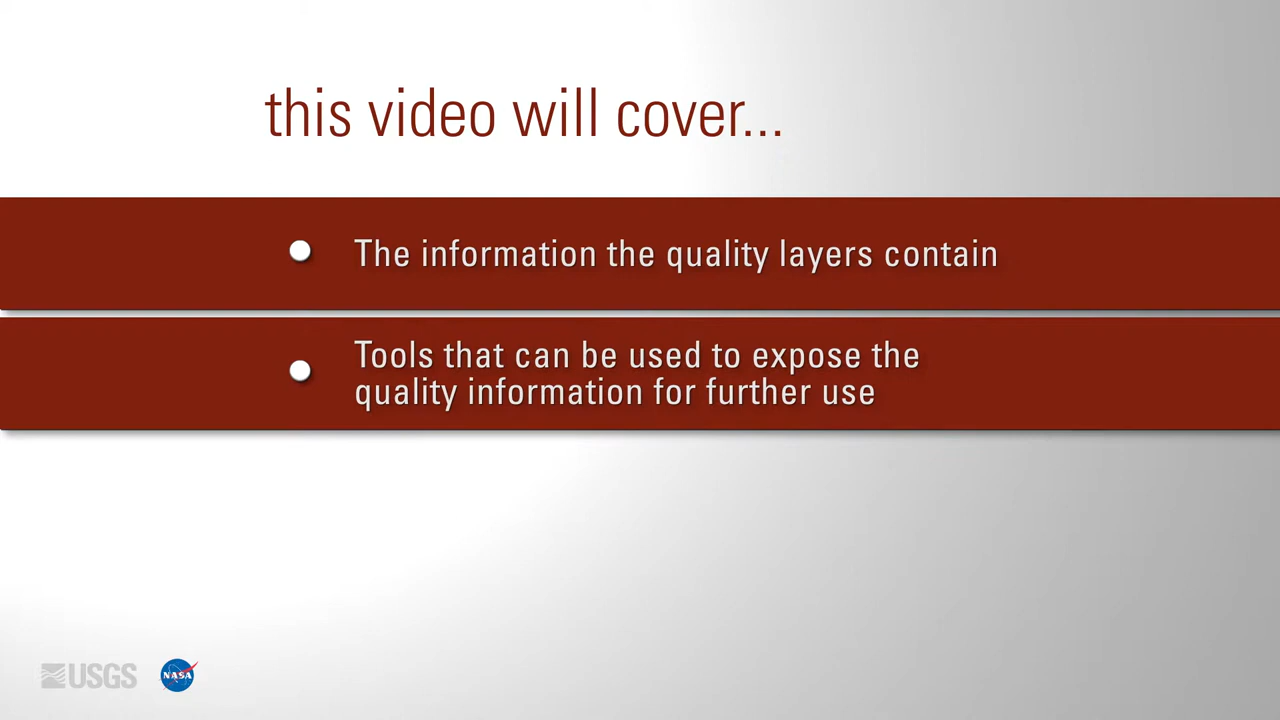 this video will cover...
The information the quality layers contain
Tools that can be used to expose the
quality information for further use
USGS
NASA